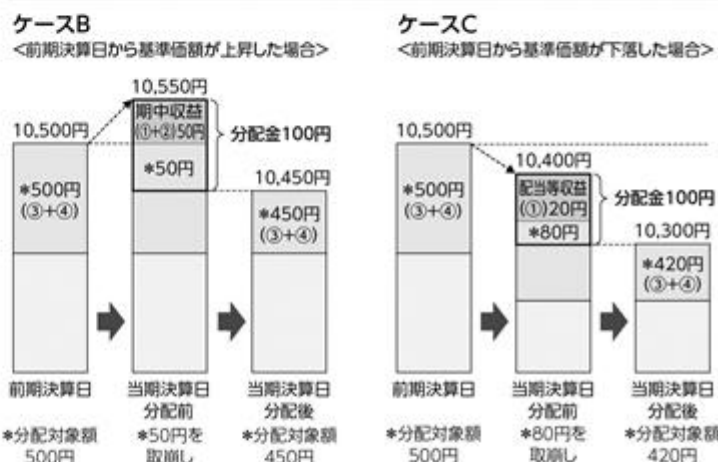 ケースB
<前期決算日から基準価額が上昇した場合>
10,500円
*500円
(③+④)
10,550円
期中収益
(①+②)50円
*50円
分配金100円
10,450円
*450円
(③+④)
前期決算日
当期決算日
分配前
当期決算日
分配後
*分配対象額
500円
*50円を
取崩し
*分配対象額
450円
ケースC
<前期決算日から基準価額が下落した場合>
10,500円
*500円
(③+④)
10,400円
配当等収益
(①)20円
*80円
分配金100円
10,300円
*420円
(③+④)
前期決算日
当期決算日
分配前
当期決算日
分配後
*分配対象額
500円
*80円を
取崩し
*分配対象額
420円